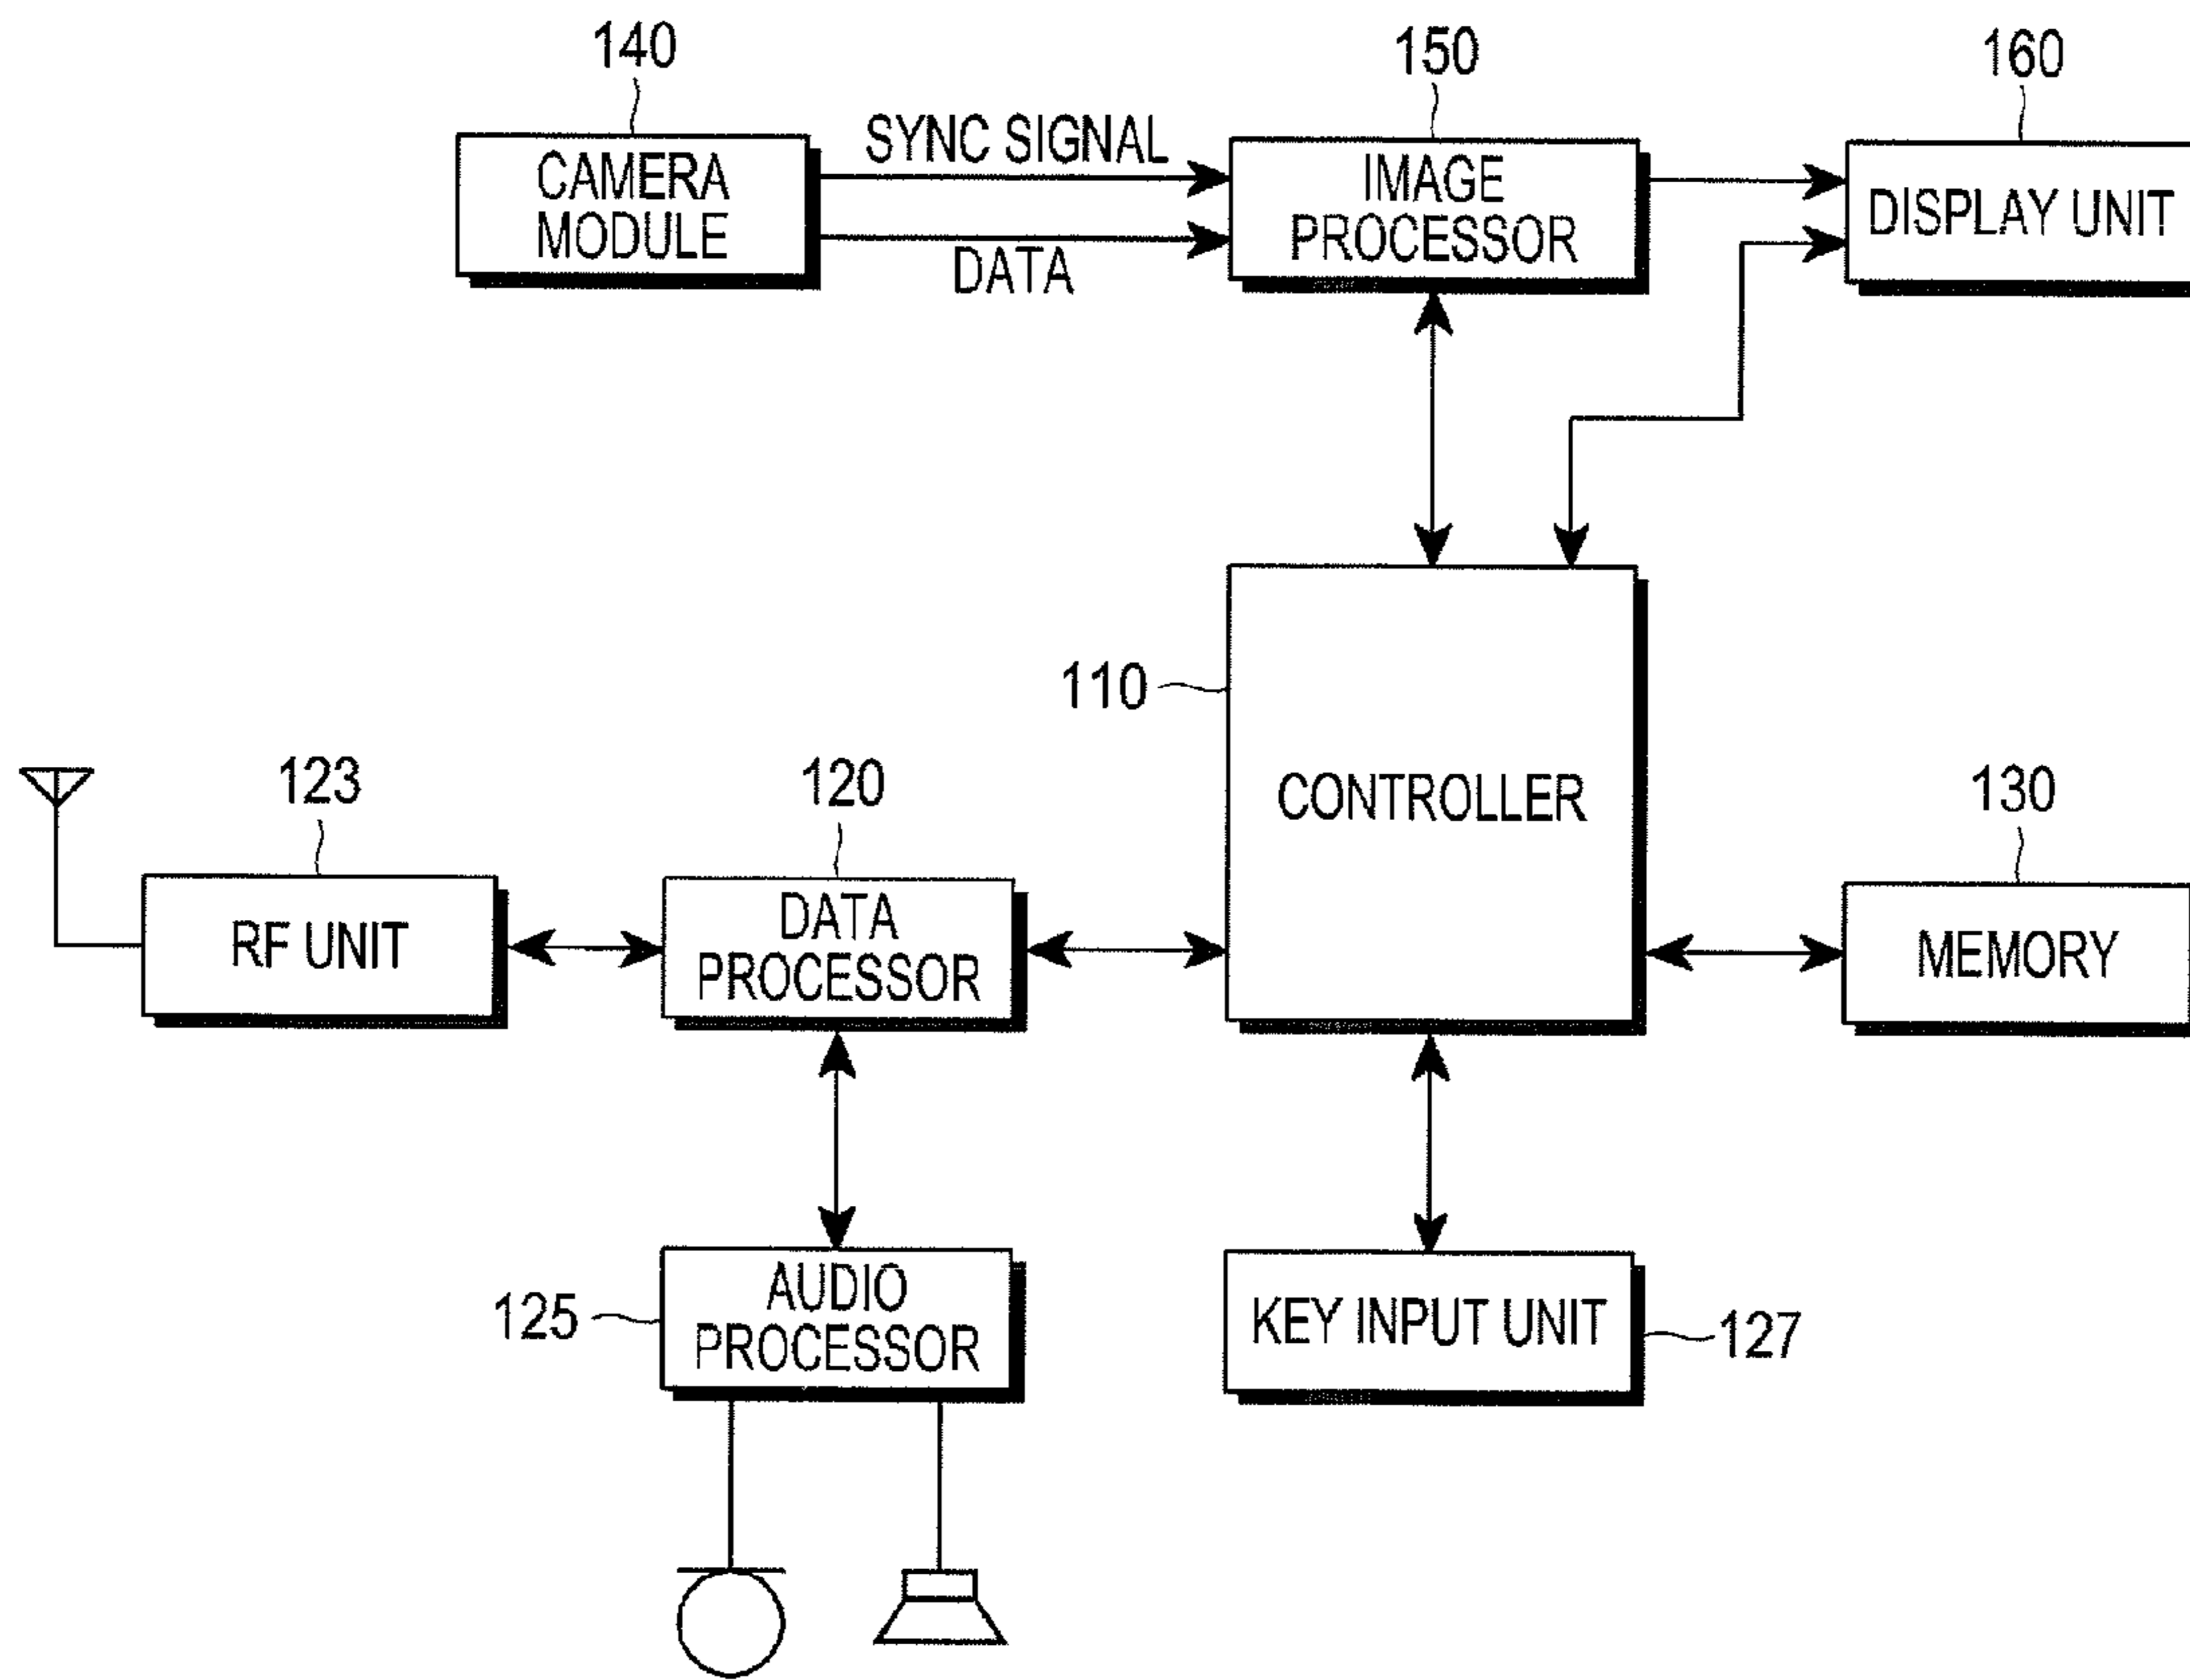 140
150
160
CAMERA
MODULE
SYNC SIGNAL
DATA
IMAGE
PROCESSOR
DISPLAY UNIT
110
CONTROLLER
123
RF UNIT
120
DATA
PROCESSOR
130
MEMORY
125
AUDIO
PROCESSOR
KEY INPUT UNIT
127